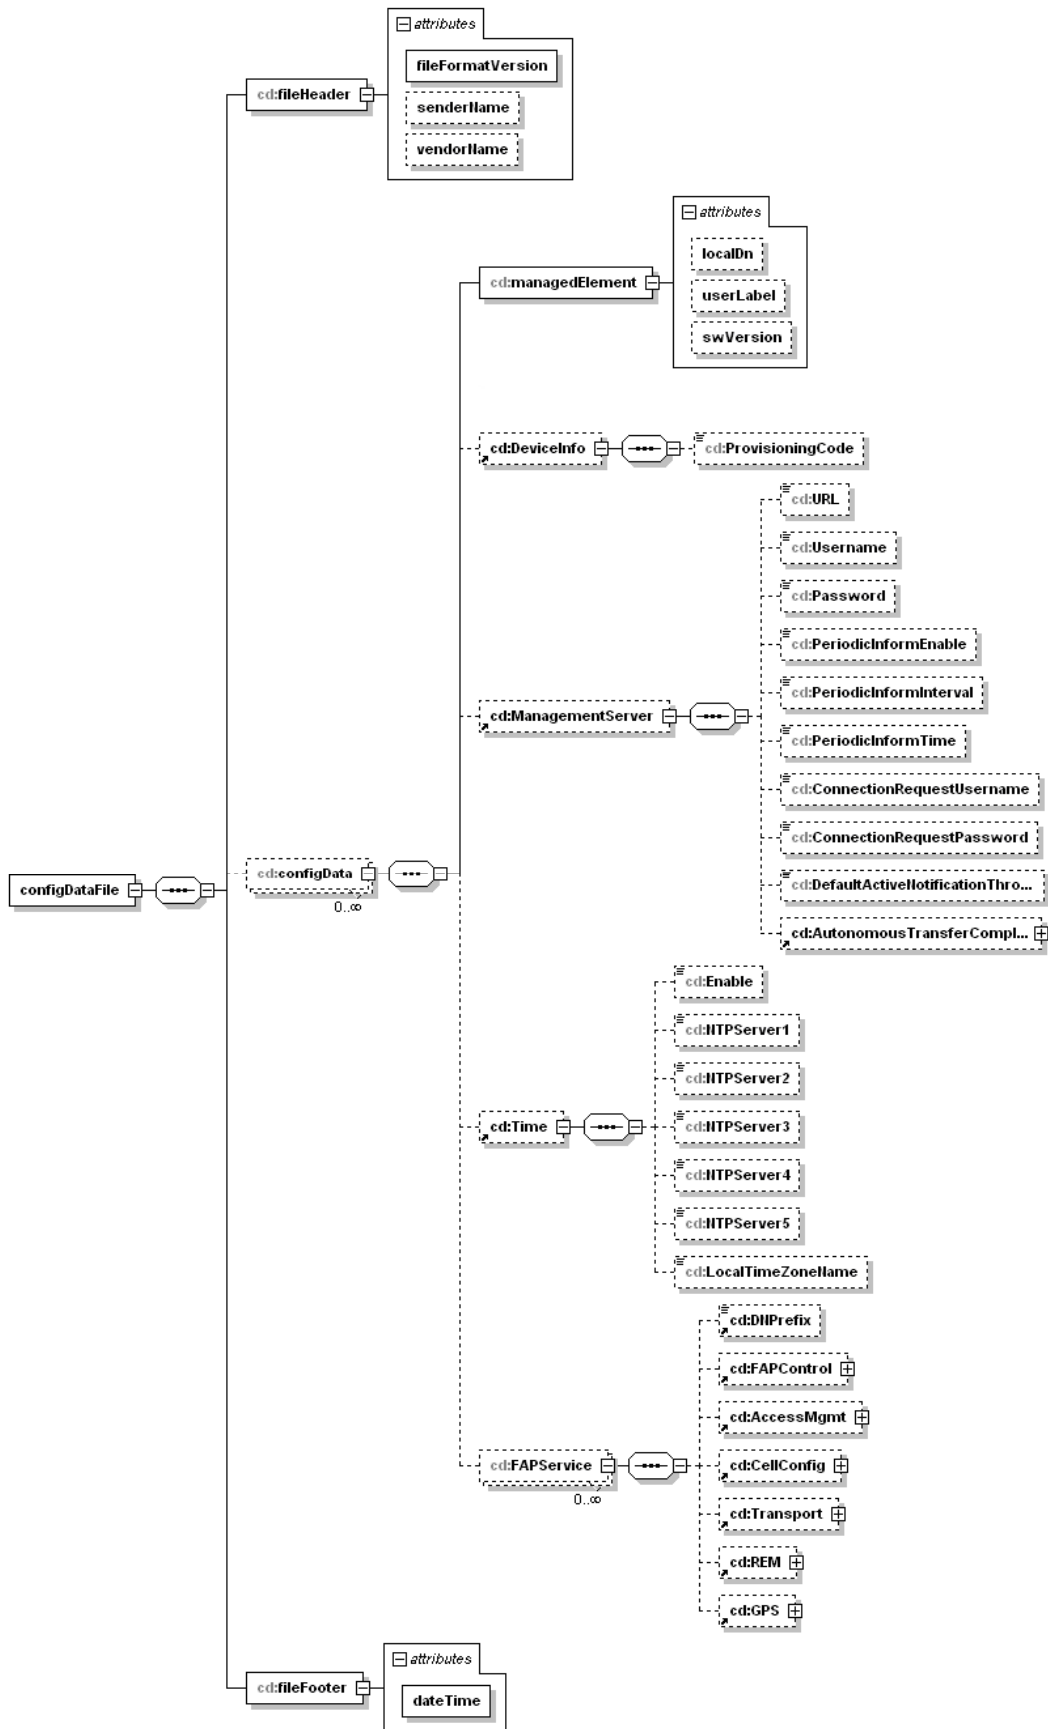 attributes
fileFormatVersion
cd:fileHeader
senderName
vendorName
attributes
localDn
cd:managedElement
userLabel
swVersion
cd:DeviceInfo
cd:ProvisioningCode
cd:URL
cd:Username
cd:Password
cd:PeriodicInformEnable
cd:PeriodicInformInterval
cd:ManagementServer
cd:PeriodicInformTime
cd:ConnectionRequestUsername
cd:ConnectionRequestPassword
configDataFile
cd:configData
0..∞
cd:DefaultActiveNotificationThro...
cd:AutonomousTransferCompl...
cd:Enable
cd:NTPServer1
cd:NTPServer2
cd:Time
cd:NTPServer3
cd:NTPServer4
cd:NTPServer5
cd:LocalTimeZoneName
cd:DNPrefix
cd:FAPControl
cd:AccessMgmt
cd:FAPService
0..∞
cd:CellConfig
cd:Transport
cd:REM
cd:GPS
attributes
cd:fileFooter
dateTime